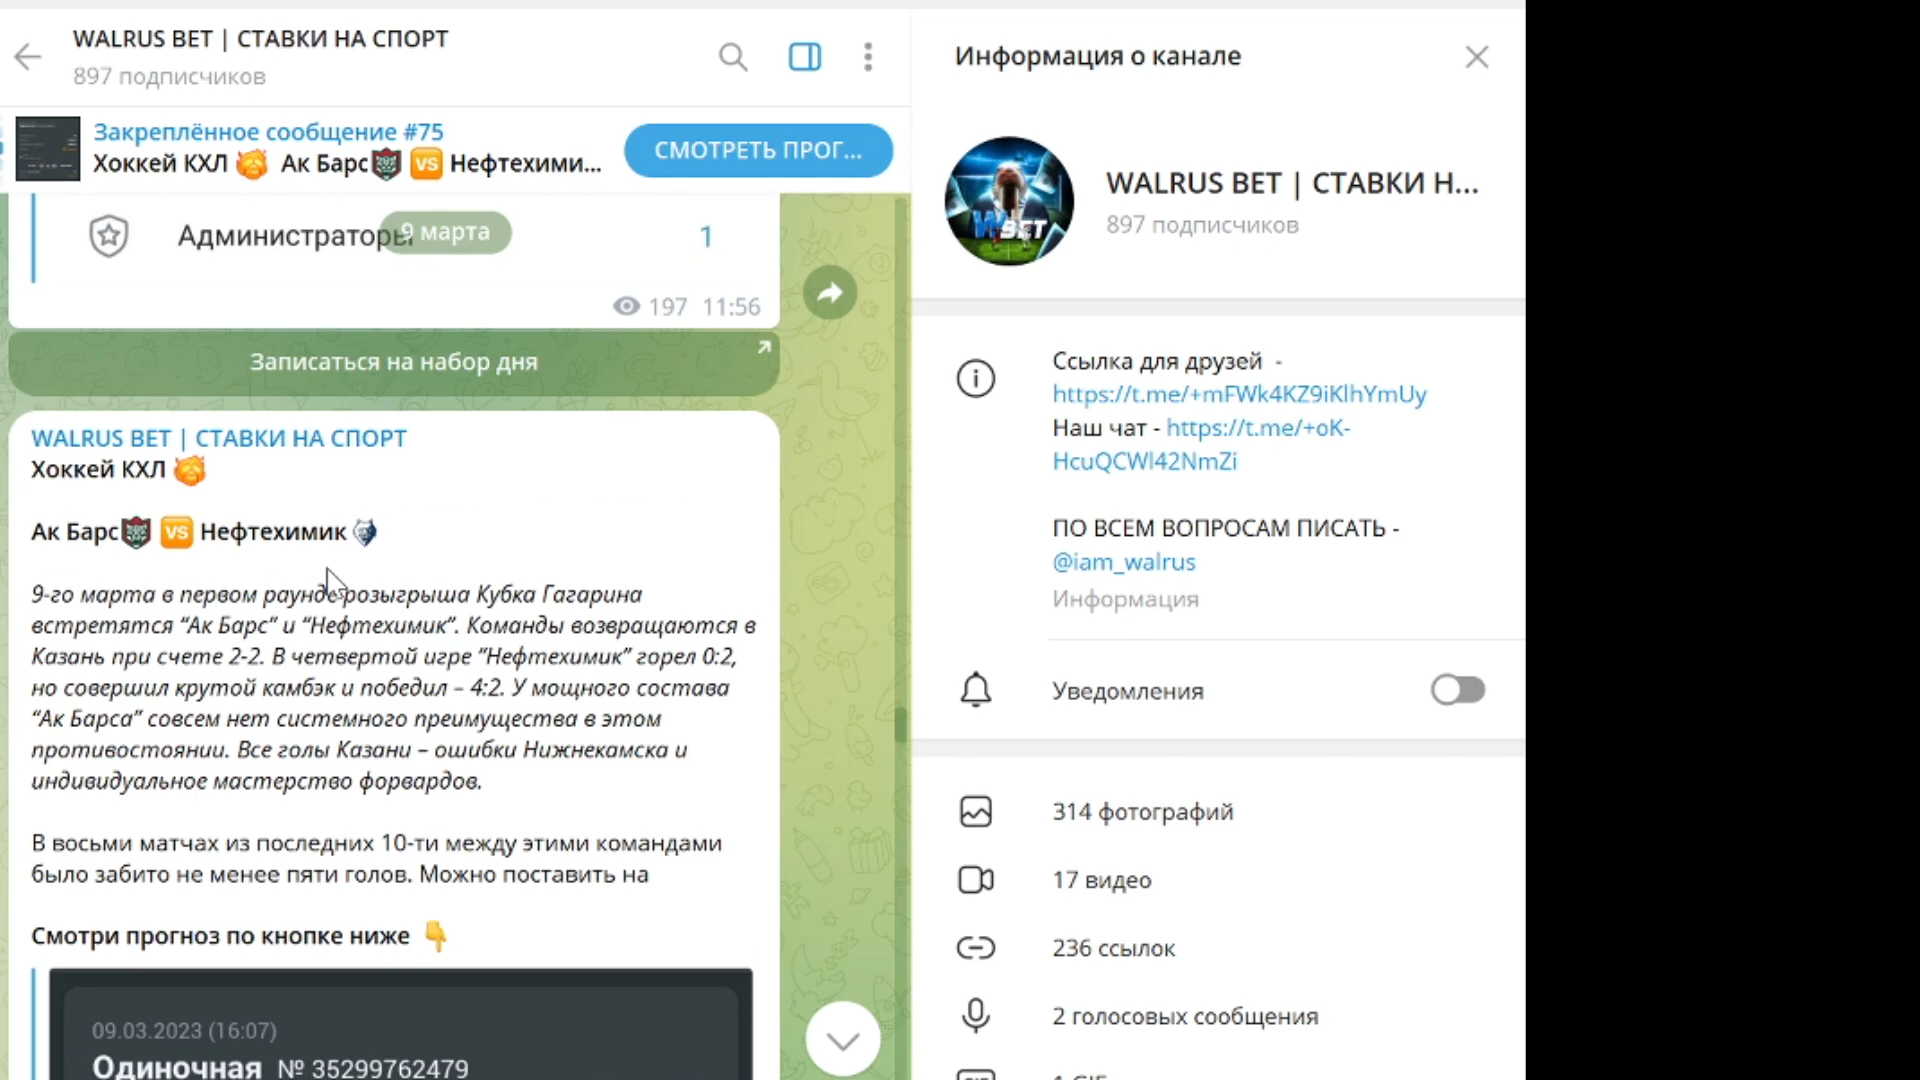 WALRUS BET | СТАВКИ НА СПОРТ
897 подписчиков
Закреплённое сообщение #75
Хоккей КХЛ Ак Барс VS Нефтехими...
СМОТРЕТЬ ПРОГ...
Администраторы 1
9 марта
197 11:56
Записаться на набор дня
WALRUS BET | СТАВКИ НА СПОРТ
Хоккей КХЛ
Ак Барс VS Нефтехимик
9-го марта в первом раунде розыгрыша Кубка Гагарина
встретятся “Ак Барс” и “Нефтехимик”. Команды возвращаются в
Казань при счете 2-2. В четвертой игре “Нефтехимик” горел 0:2,
но совершил крутой камбэк и победил – 4:2. У мощного состава
“Ак Барса” совсем нет системного преимущества в этом
противостоянии. Все голы Казани – ошибки Нижнекамска и
индивидуальное мастерство форвардов.
В восьми матчах из последних 10-ти между этими командами
было забито не менее пяти голов. Можно поставить на
Смотри прогноз по кнопке ниже
09.03.2023 (16:07)
Одиночная № 35299762479
Информация о канале
WBET
WALRUS BET | СТАВКИ Н...
897 подписчиков
Ссылка для друзей -
https://t.me/+mFWk4KZ9iKlhYmUy
Наш чат - https://t.me/+oK-
HcuQCWl42NmZi
ПО ВСЕМ ВОПРОСАМ ПИСАТЬ -
@iam_walrus
Информация
Уведомления
314 фотографий
17 видео
236 ссылок
2 голосовых сообщения